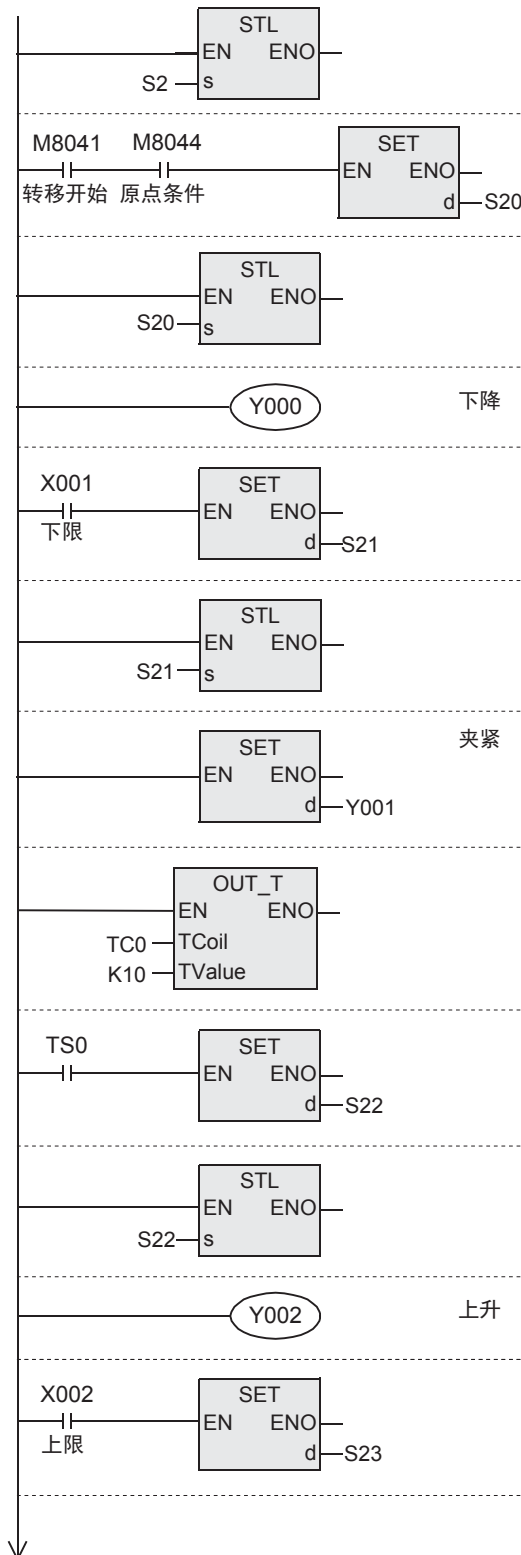 STL
EN ENO
S2 s
M8041 M8044 SET
EN ENO
转移开始 原点条件
d S20
STL
EN ENO
S20 s
Y000 下降
X001 SET
EN ENO
下限
d S21
STL
EN ENO
S21 s
夹紧
SET
EN ENO
d Y001
OUT_T
EN ENO
TC0 TCoil
K10 TValue
TS0 SET
EN ENO
d S22
STL
EN ENO
S22 s
Y002 上升
X002 SET
EN ENO
上限
d S23